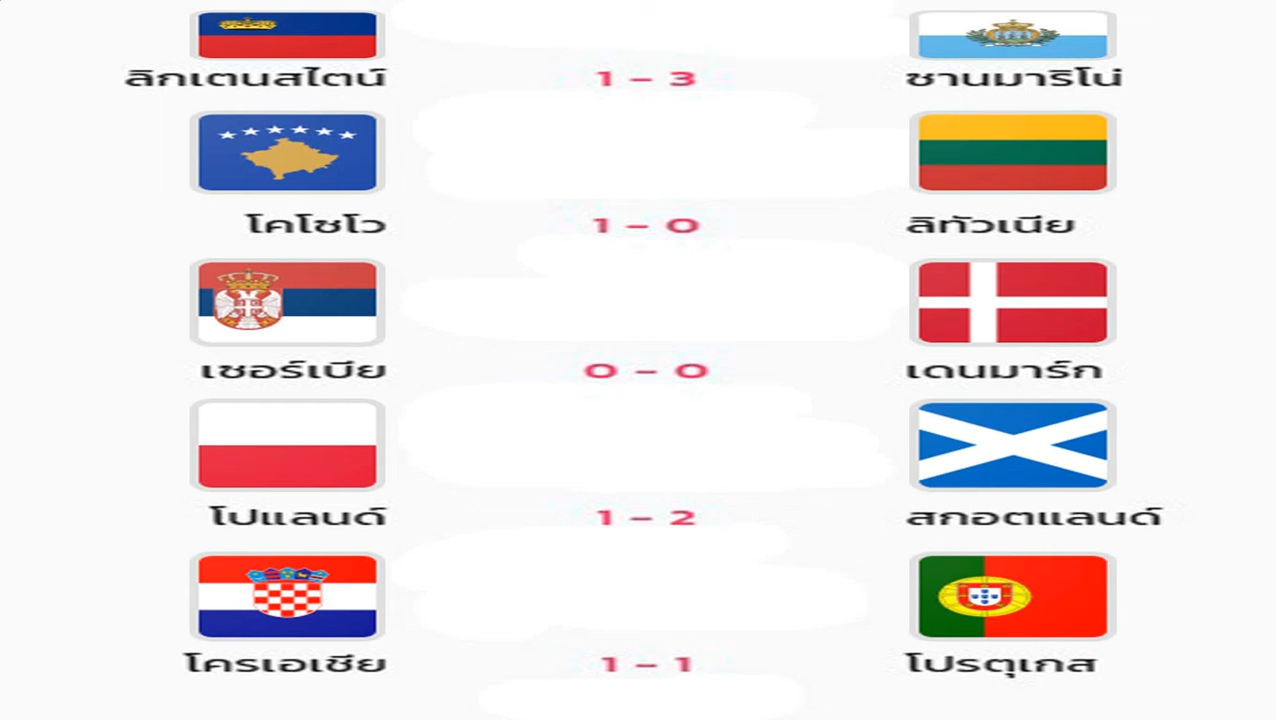 ลิกเตนสไตน์ 1 - 3 ซานมาริโน่
โคโซโว 1 - 0 ลิทัวเนีย
เซอร์เบีย 0 - 0 เดนมาร์ก
โปแลนด์ 1 - 2 สกอตแลนด์
โครเอเชีย 1 - 1 โปรตุเกส